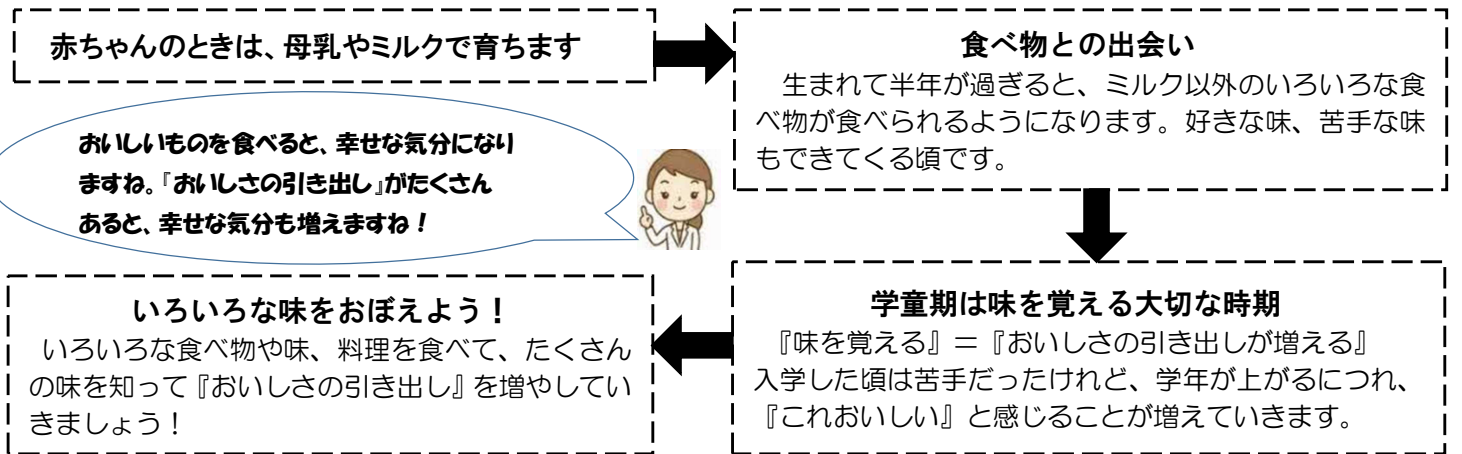 赤ちゃんのときは、母乳やミルクで育ちます
食べ物との出会い
生まれて半年が過ぎると、ミルク以外のいろいろな食
べ物が食べられるようになります。好きな味、苦手な味
もできてくる頃です。
おいしいものを食べると、幸せな気分になり
ますね。『おいしさの引き出し』がたくさん
あると、幸せな気分も増えますね！
学童期は味を覚える大切な時期
『味を覚える』＝『おいしさの引き出しが増える』
入学した頃は苦手だったけれど、学年が上がるにつれ、
『これおいしい』と感じることが増えていきます。
いろいろな味をおぼえよう！
いろいろな食べ物や味、料理を食べて、たくさん
の味を知って『おいしさの引き出し』を増やしてい
きましょう！